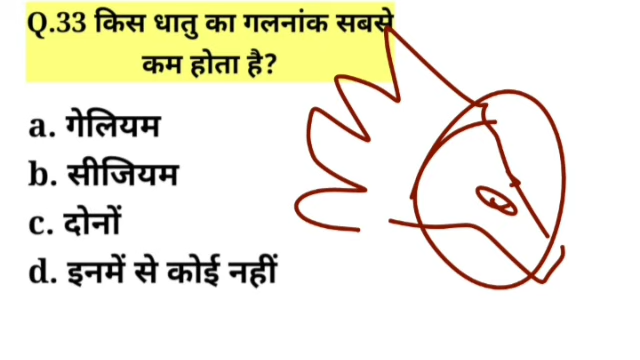 Q.33 किस धातु का गलनांक सबसे
कम होता है?
a. गेलियम
b. सीजियम
c. दोनों
d. इनमें से कोई नहीं